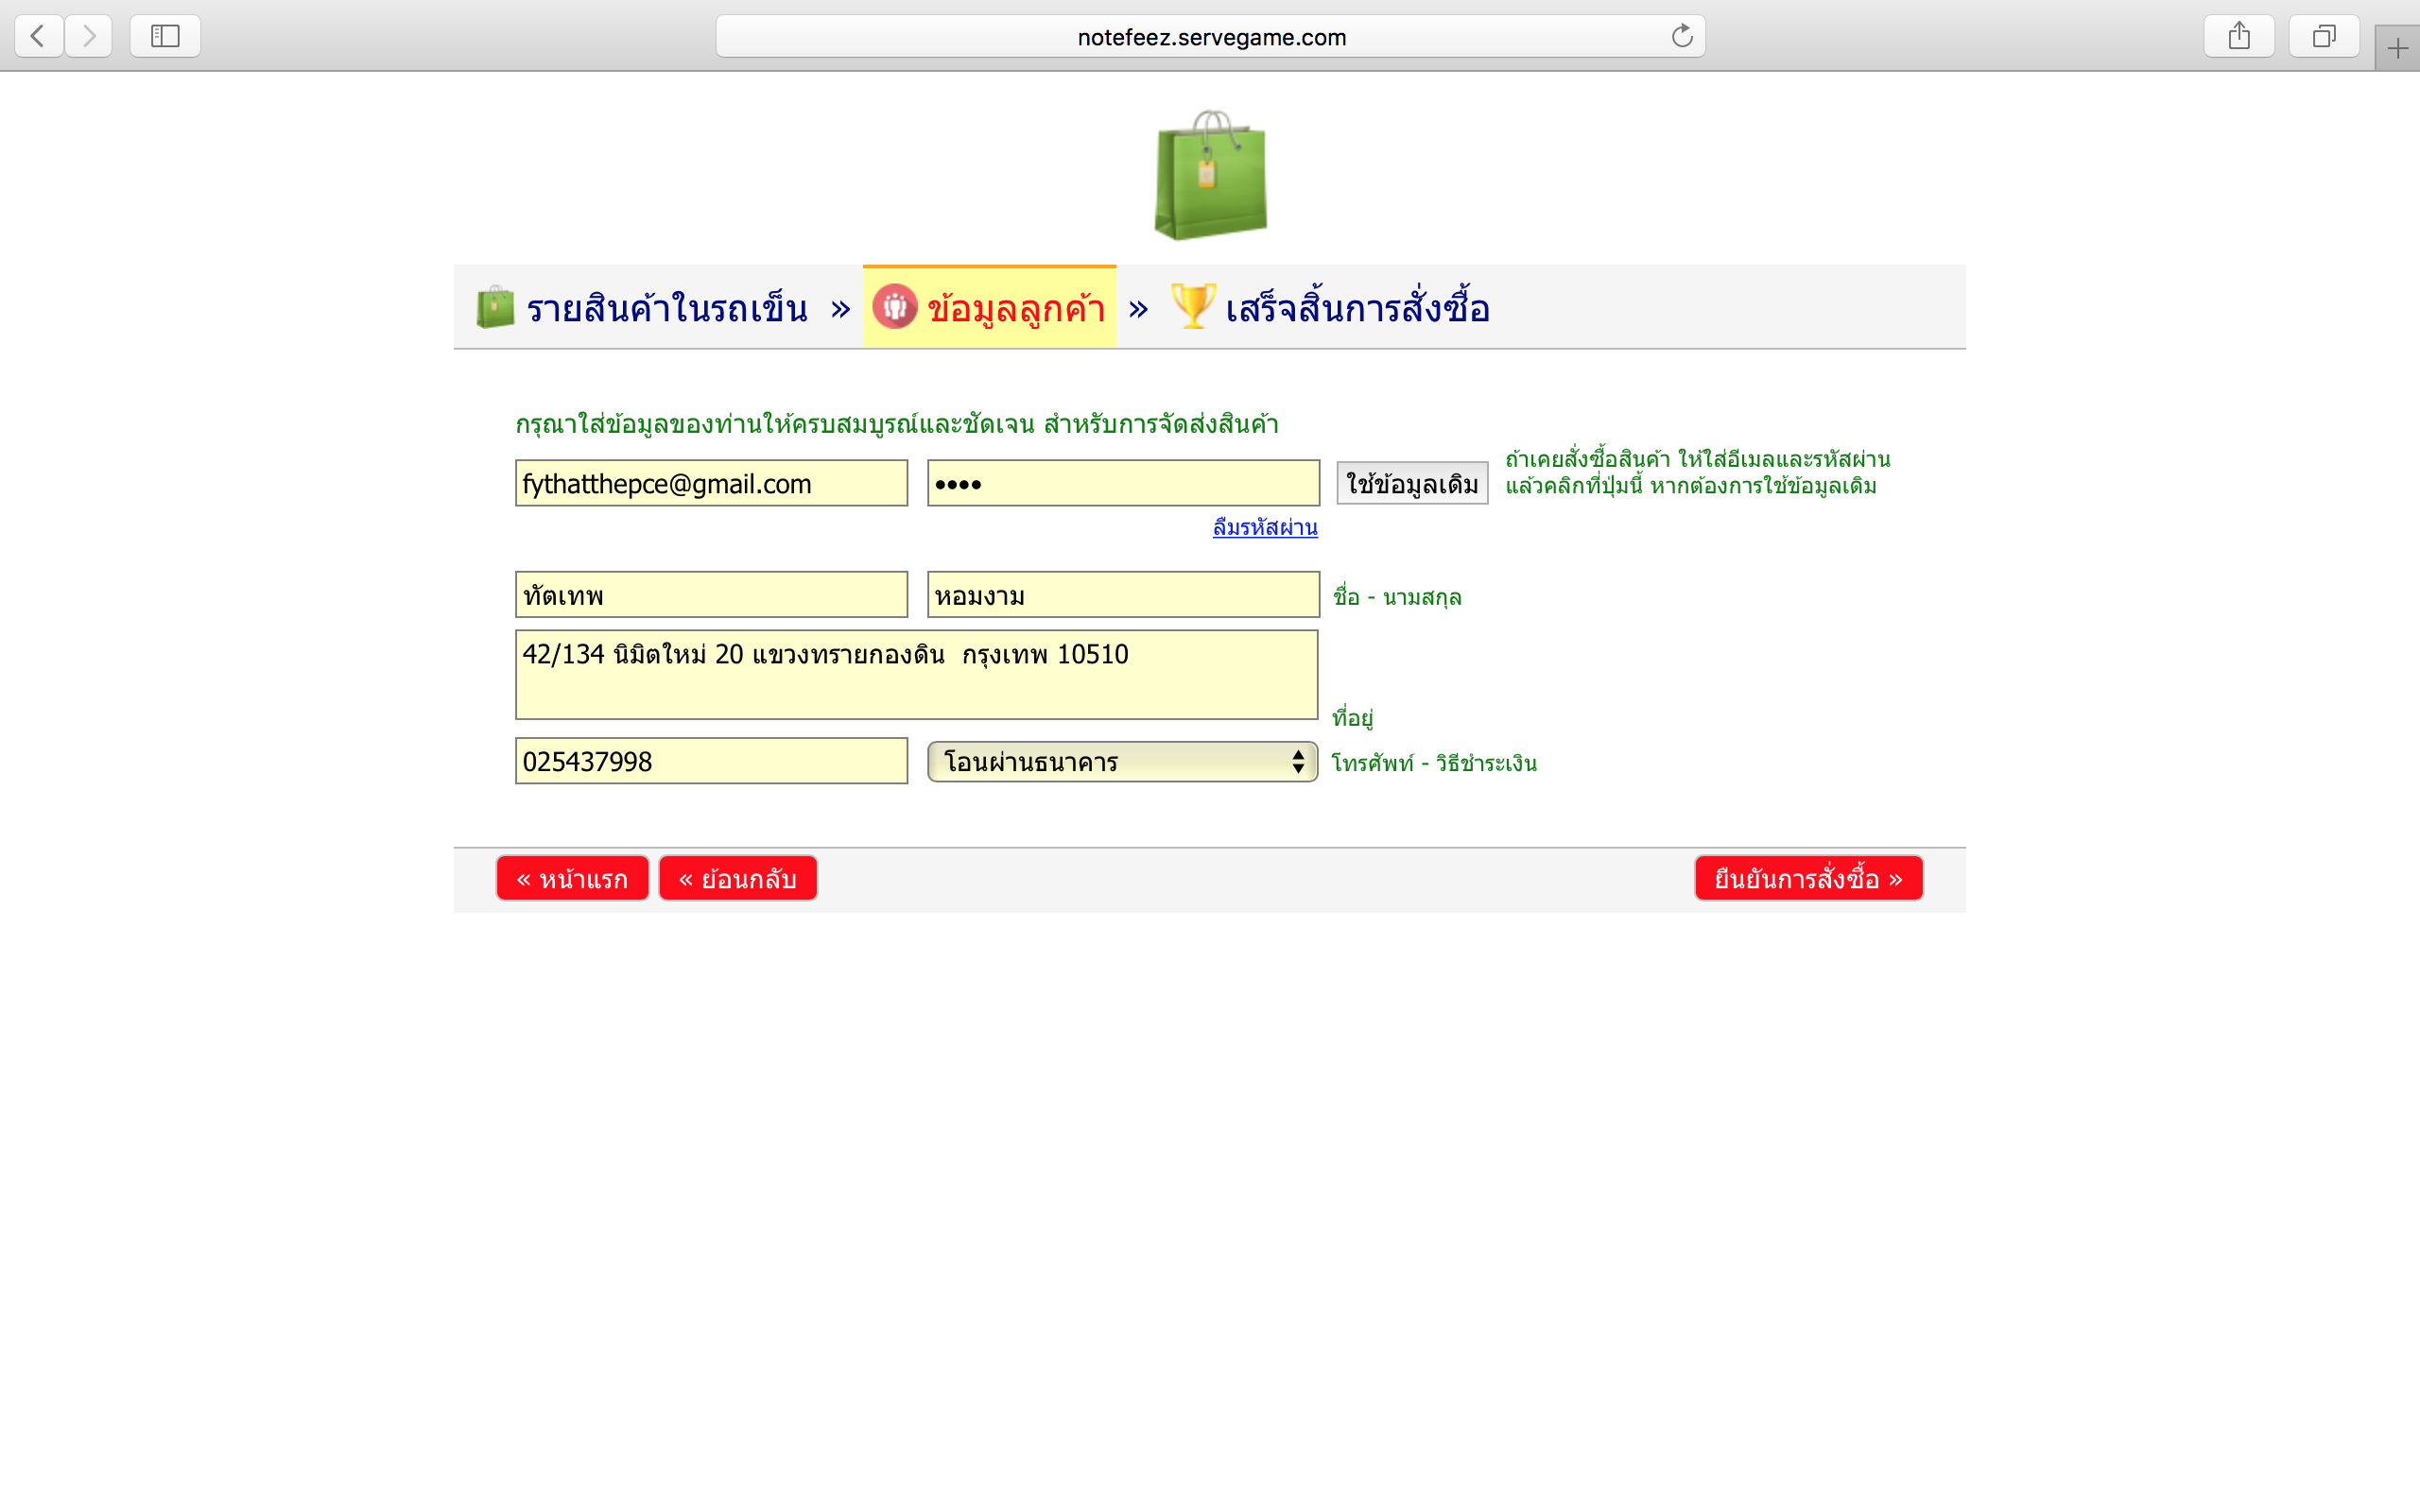 notefeez.servegame.com
รายสินค้าในรถเข็น » ข้อมูลลูกค้า » เสร็จสิ้นการสั่งซื้อ
กรุณาใส่ข้อมูลของท่านให้ครบสมบูรณ์และชัดเจน สำหรับการจัดส่งสินค้า
fythatthepce@gmail.com •••• ใช้ข้อมูลเดิม
ถ้าเคยสั่งซื้อสินค้า ให้ใส่อีเมลและรหัสผ่าน
แล้วคลิกที่ปุ่มนี้ หากต้องการใช้ข้อมูลเดิม
ลืมรหัสผ่าน
ทัตเทพ หอมงาม ชื่อ - นามสกุล
42/134 นิมิตใหม่ 20 แขวงทรายกองดิน กรุงเทพ 10510
ที่อยู่
025437998 โอนผ่านธนาคาร โทรศัพท์ - วิธีชำระเงิน
« หน้าแรก « ย้อนกลับ ยืนยันการสั่งซื้อ »